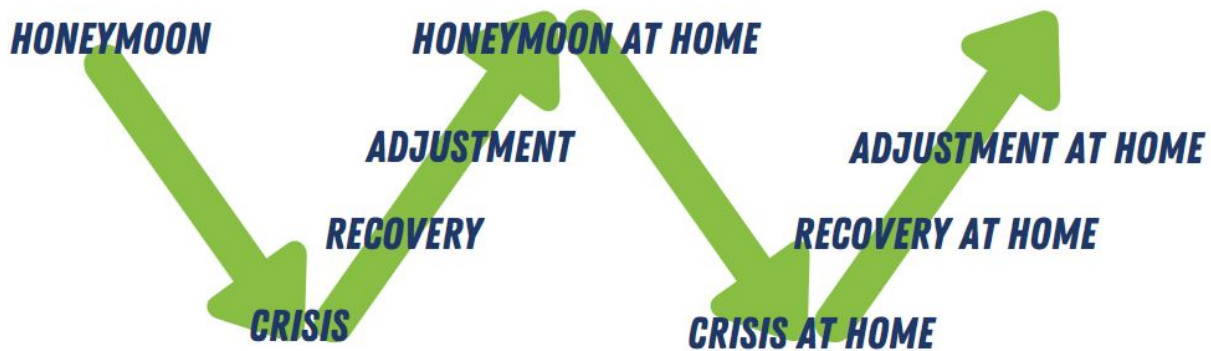 HONEYMOON
CRISIS
RECOVERY
ADJUSTMENT
HONEYMOON AT HOME
CRISIS AT HOME
RECOVERY AT HOME
ADJUSTMENT AT HOME